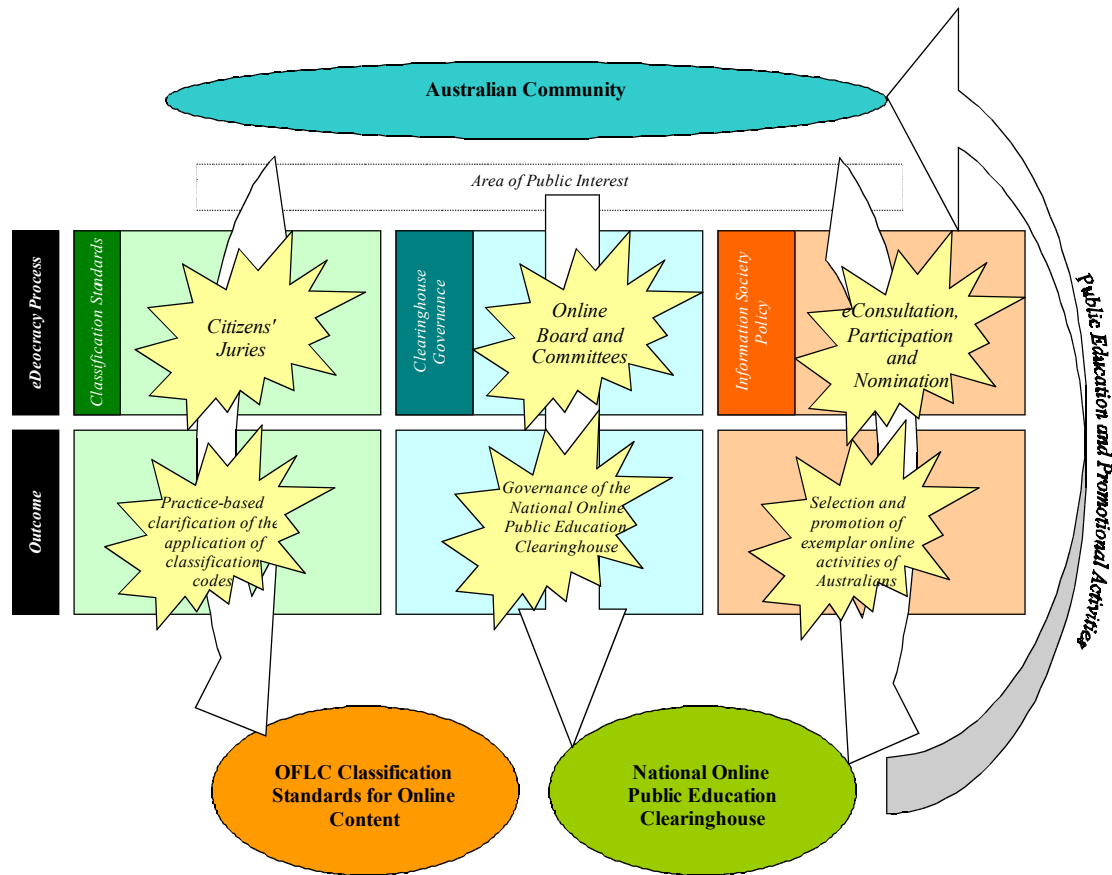 Australian Community
Area of Public Interest
eDeocracy Process
Classification Standards
Citizens'
Juries
Clearinghouse
Governance
Online
Board and
Committees
Information Society
Policy
eConsultation,
Participation
and
Nomination
Outcome
Practice-based
clarification of the
application of
classification
codes
Governance of the
National Online
Public Education
Clearinghouse
Selection and
promotion of
exemplar online
activities of
Australians
Public Education and Promotional Activities
OFLC Classification
Standards for Online
Content
National Online
Public Education
Clearinghouse